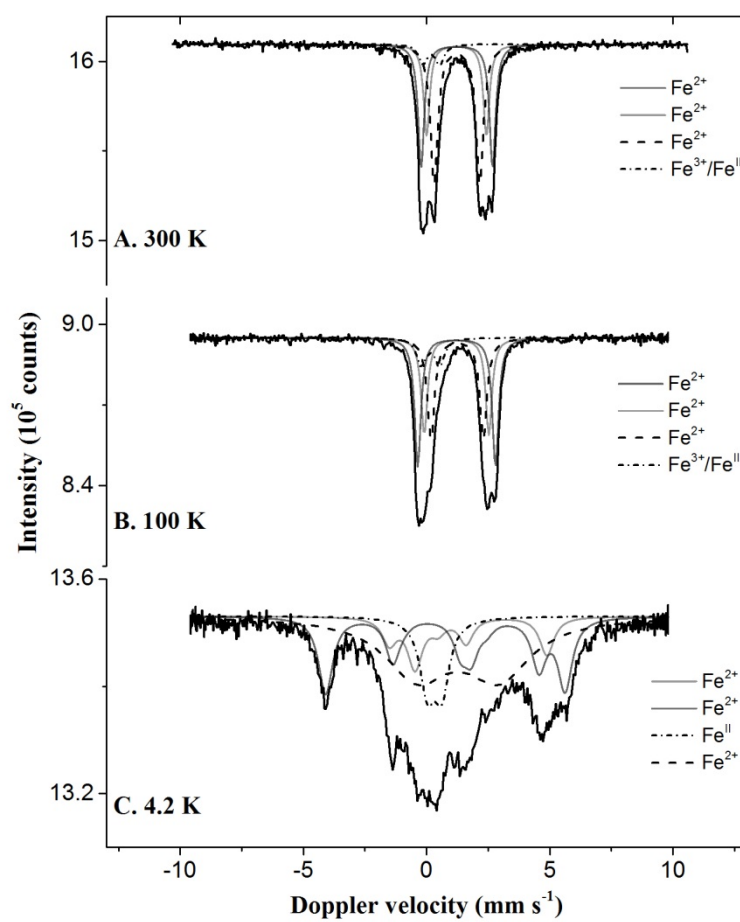 16
15
A. 300 K
Fe²⁺
Fe²⁺
Fe²⁺
Fe³⁺/Feᴵᴵ
9.0
8.4
B. 100 K
Fe²⁺
Fe²⁺
Fe²⁺
Fe³⁺/Feᴵᴵ
Intensity (10⁵ counts)
13.6
13.2
C. 4.2 K
Fe²⁺
Fe²⁺
Feᴵᴵ
Fe²⁺
-10 -5 0 5 10
Doppler velocity (mm s⁻¹)